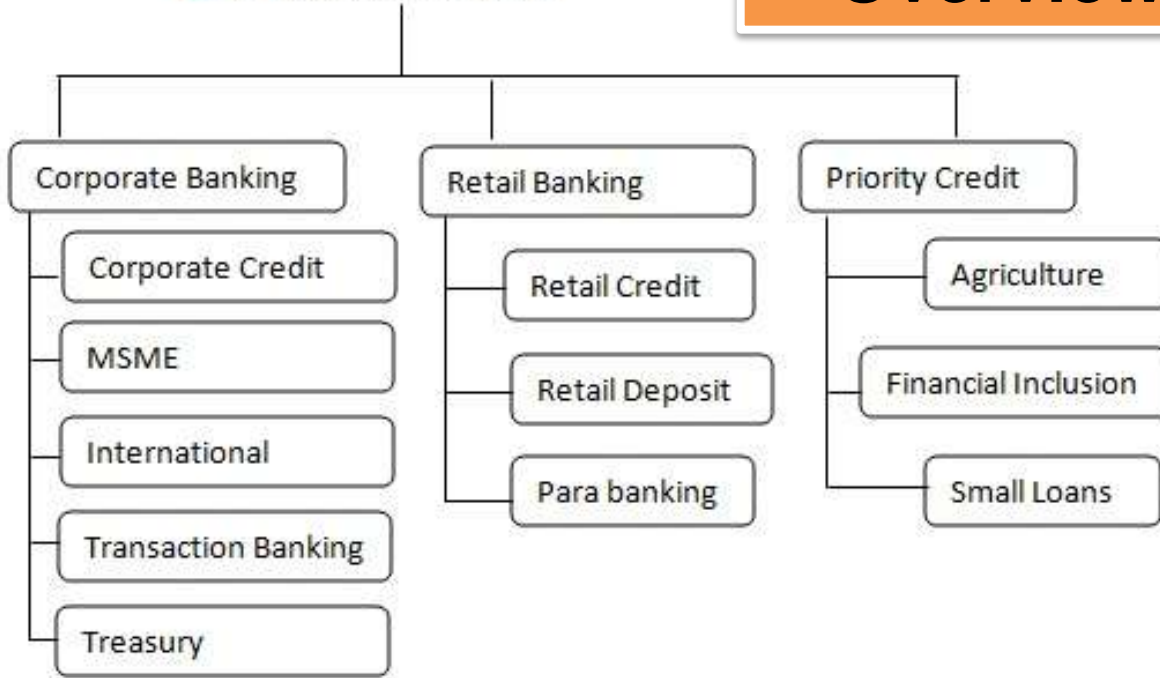 Corporate Banking
Corporate Credit
MSME
International
Transaction Banking
Treasury
Retail Banking
Retail Credit
Retail Deposit
Para banking
Priority Credit
Agriculture
Financial Inclusion
Small Loans